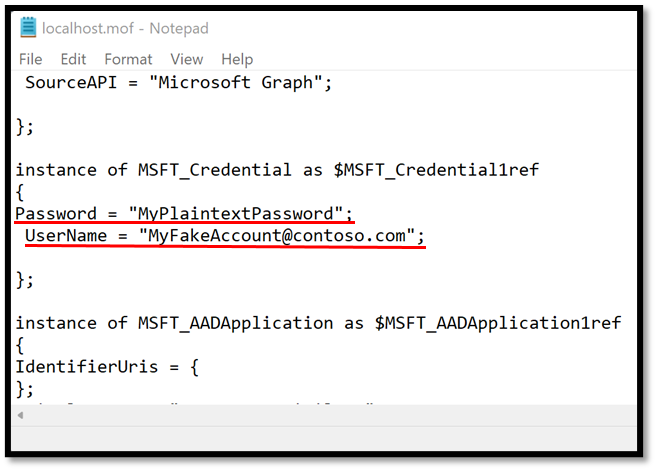 localhost.mof - Notepad
File Edit Format View Help
SourceAPI = "Microsoft Graph";
};
instance of MSFT_Credential as $MSFT_Credential1ref
{
Password = "MyPlaintextPassword";
UserName = "MyFakeAccount@contoso.com";
};
instance of MSFT_AADApplication as $MSFT_AADApplication1ref
{
IdentifierUris = {
};